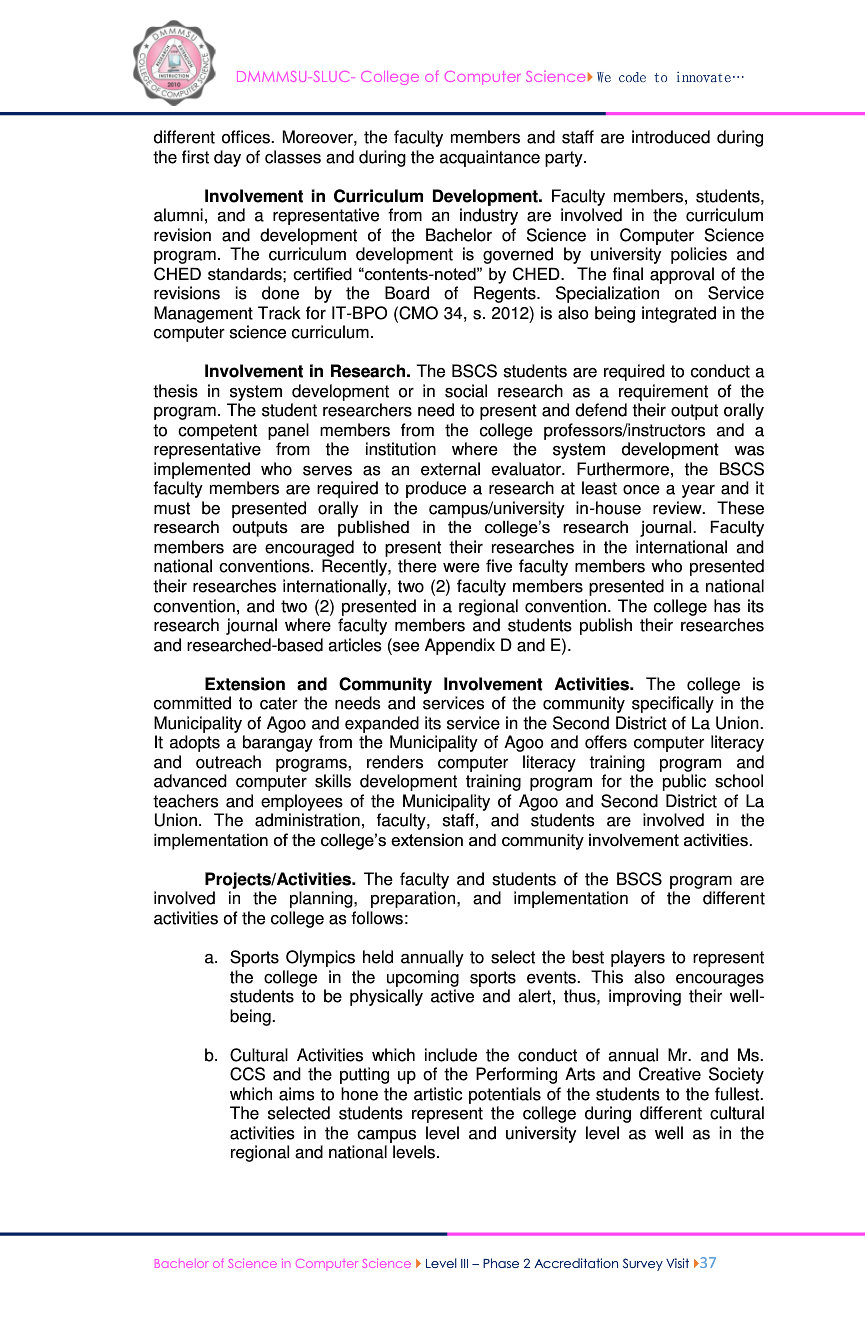 DMMMSU
RESEARCH
EXTENSION
INSTRUCTION
2010
COLLEGE OF COMPUTER SCIENCE
DMMMSU-SLUC- College of Computer Science We code to innovate…
different offices. Moreover, the faculty members and staff are introduced during
the first day of classes and during the acquaintance party.
Involvement in Curriculum Development. Faculty members, students,
alumni, and a representative from an industry are involved in the curriculum
revision and development of the Bachelor of Science in Computer Science
program. The curriculum development is governed by university policies and
CHED standards; certified “contents-noted” by CHED. The final approval of the
revisions is done by the Board of Regents. Specialization on Service
Management Track for IT-BPO (CMO 34, s. 2012) is also being integrated in the
computer science curriculum.
Involvement in Research. The BSCS students are required to conduct a
thesis in system development or in social research as a requirement of the
program. The student researchers need to present and defend their output orally
to competent panel members from the college professors/instructors and a
representative from the institution where the system development was
implemented who serves as an external evaluator. Furthermore, the BSCS
faculty members are required to produce a research at least once a year and it
must be presented orally in the campus/university in-house review. These
research outputs are published in the college’s research journal. Faculty
members are encouraged to present their researches in the international and
national conventions. Recently, there were five faculty members who presented
their researches internationally, two (2) faculty members presented in a national
convention, and two (2) presented in a regional convention. The college has its
research journal where faculty members and students publish their researches
and researched-based articles (see Appendix D and E).
Extension and Community Involvement Activities. The college is
committed to cater the needs and services of the community specifically in the
Municipality of Agoo and expanded its service in the Second District of La Union.
It adopts a barangay from the Municipality of Agoo and offers computer literacy
and outreach programs, renders computer literacy training program and
advanced computer skills development training program for the public school
teachers and employees of the Municipality of Agoo and Second District of La
Union. The administration, faculty, staff, and students are involved in the
implementation of the college’s extension and community involvement activities.
Projects/Activities. The faculty and students of the BSCS program are
involved in the planning, preparation, and implementation of the different
activities of the college as follows:
a. Sports Olympics held annually to select the best players to represent
the college in the upcoming sports events. This also encourages
students to be physically active and alert, thus, improving their well-
being.
b. Cultural Activities which include the conduct of annual Mr. and Ms.
CCS and the putting up of the Performing Arts and Creative Society
which aims to hone the artistic potentials of the students to the fullest.
The selected students represent the college during different cultural
activities in the campus level and university level as well as in the
regional and national levels.
Bachelor of Science in Computer Science Level III – Phase 2 Accreditation Survey Visit 37